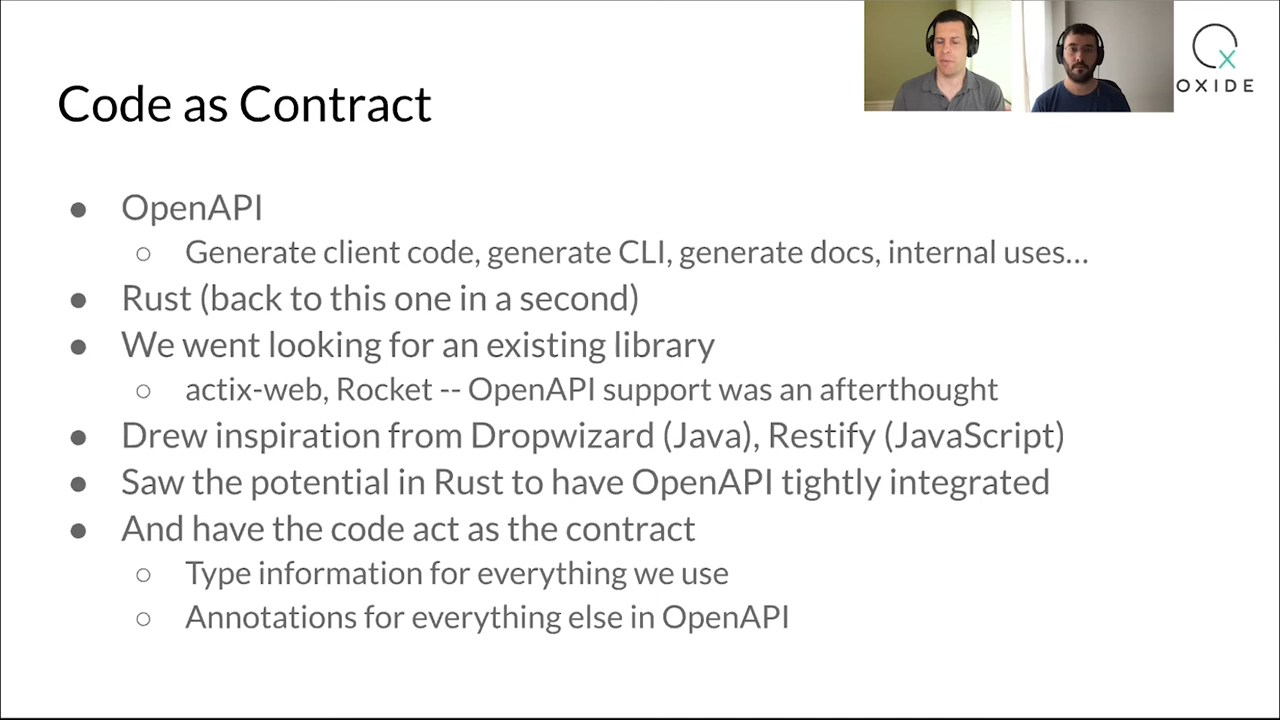 OXIDE
Code as Contract
● OpenAPI
○ Generate client code, generate CLI, generate docs, internal uses...
● Rust (back to this one in a second)
● We went looking for an existing library
○ actix-web, Rocket -- OpenAPI support was an afterthought
● Drew inspiration from Dropwizard (Java), Restify (JavaScript)
● Saw the potential in Rust to have OpenAPI tightly integrated
● And have the code act as the contract
○ Type information for everything we use
○ Annotations for everything else in OpenAPI